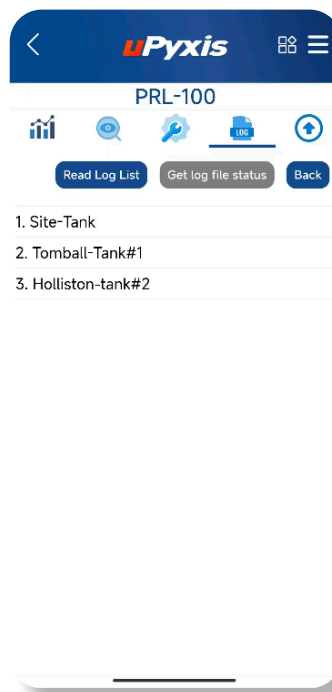 uPyxis
PRL-100
LOG
Read Log List
Get log file status
Back
1. Site-Tank
2. Tomball-Tank#1
3. Holliston-tank#2